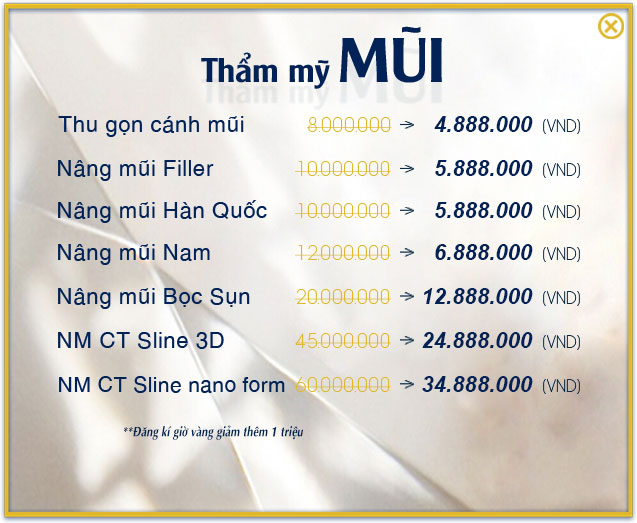 Thẩm mỹ MŨI
Thu gọn cánh mũi 8.000.000 → 4.888.000 (VND)
Nâng mũi Filler 10.000.000 → 5.888.000 (VND)
Nâng mũi Hàn Quốc 10.000.000 → 5.888.000 (VND)
Nâng mũi Nam 12.000.000 → 6.888.000 (VND)
Nâng mũi Bọc Sụn 20.000.000 → 12.888.000 (VND)
NM CT Sline 3D 45.000.000 → 24.888.000 (VND)
NM CT Sline nano form 60.000.000 → 34.888.000 (VND)
**Đăng kí giờ vàng giảm thêm 1 triệu